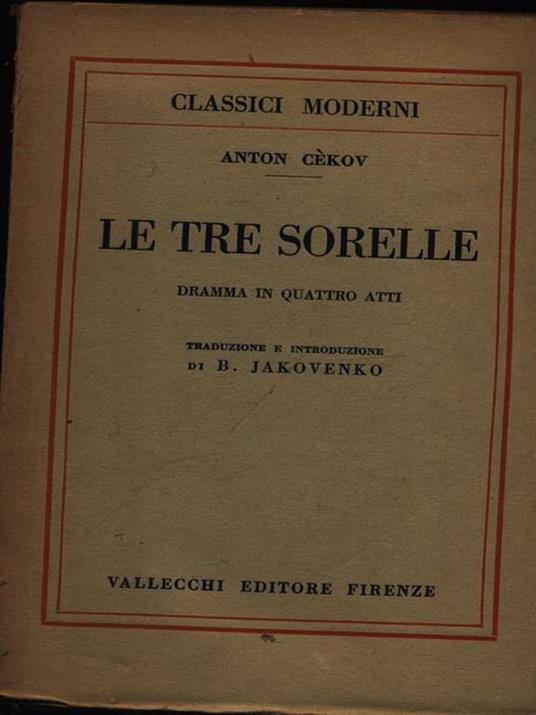 CLASSICI MODERNI
ANTON CÈKOV
LE TRE SORELLE
DRAMMA IN QUATTRO ATTI
TRADUZIONE E INTRODUZIONE
DI B. JAKOVENKO
VALLECCHI EDITORE FIRENZE